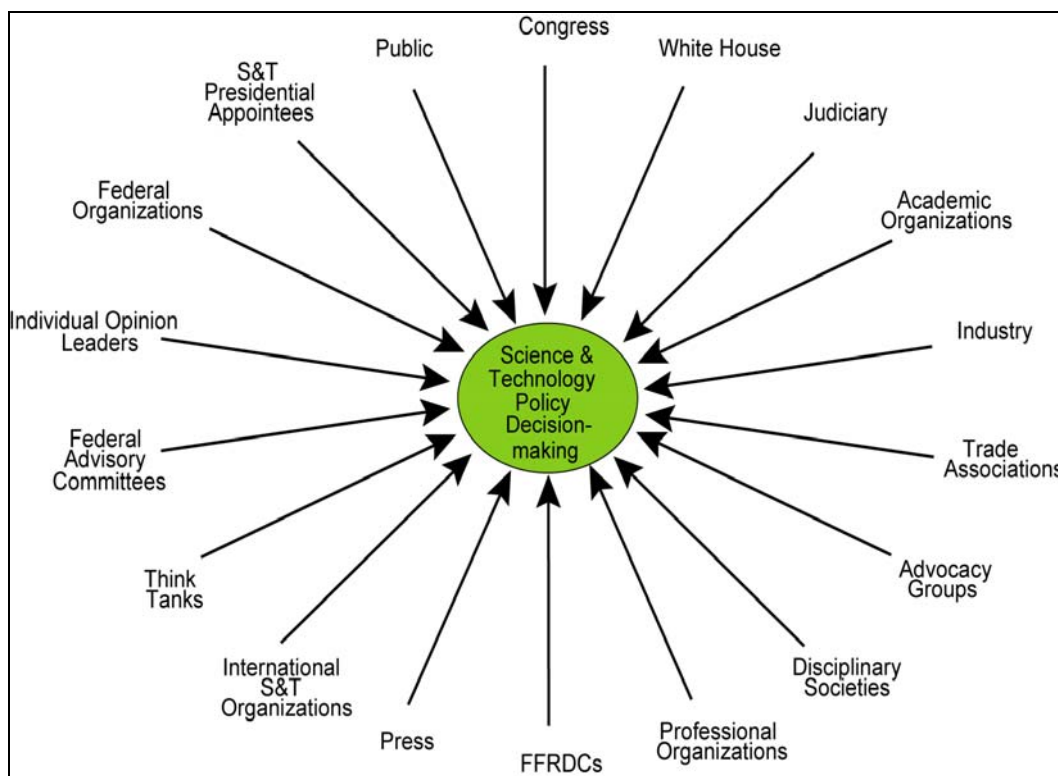 Congress
White House
Judiciary
Academic
Organizations
Industry
Trade
Associations
Advocacy
Groups
Disciplinary
Societies
Professional
Organizations
FFRDCs
Press
International
S&T
Organizations
Think
Tanks
Federal
Advisory
Committees
Individual Opinion
Leaders
Federal
Organizations
S&T
Presidential
Appointees
Public
Science &
Technology
Policy
Decision-
making